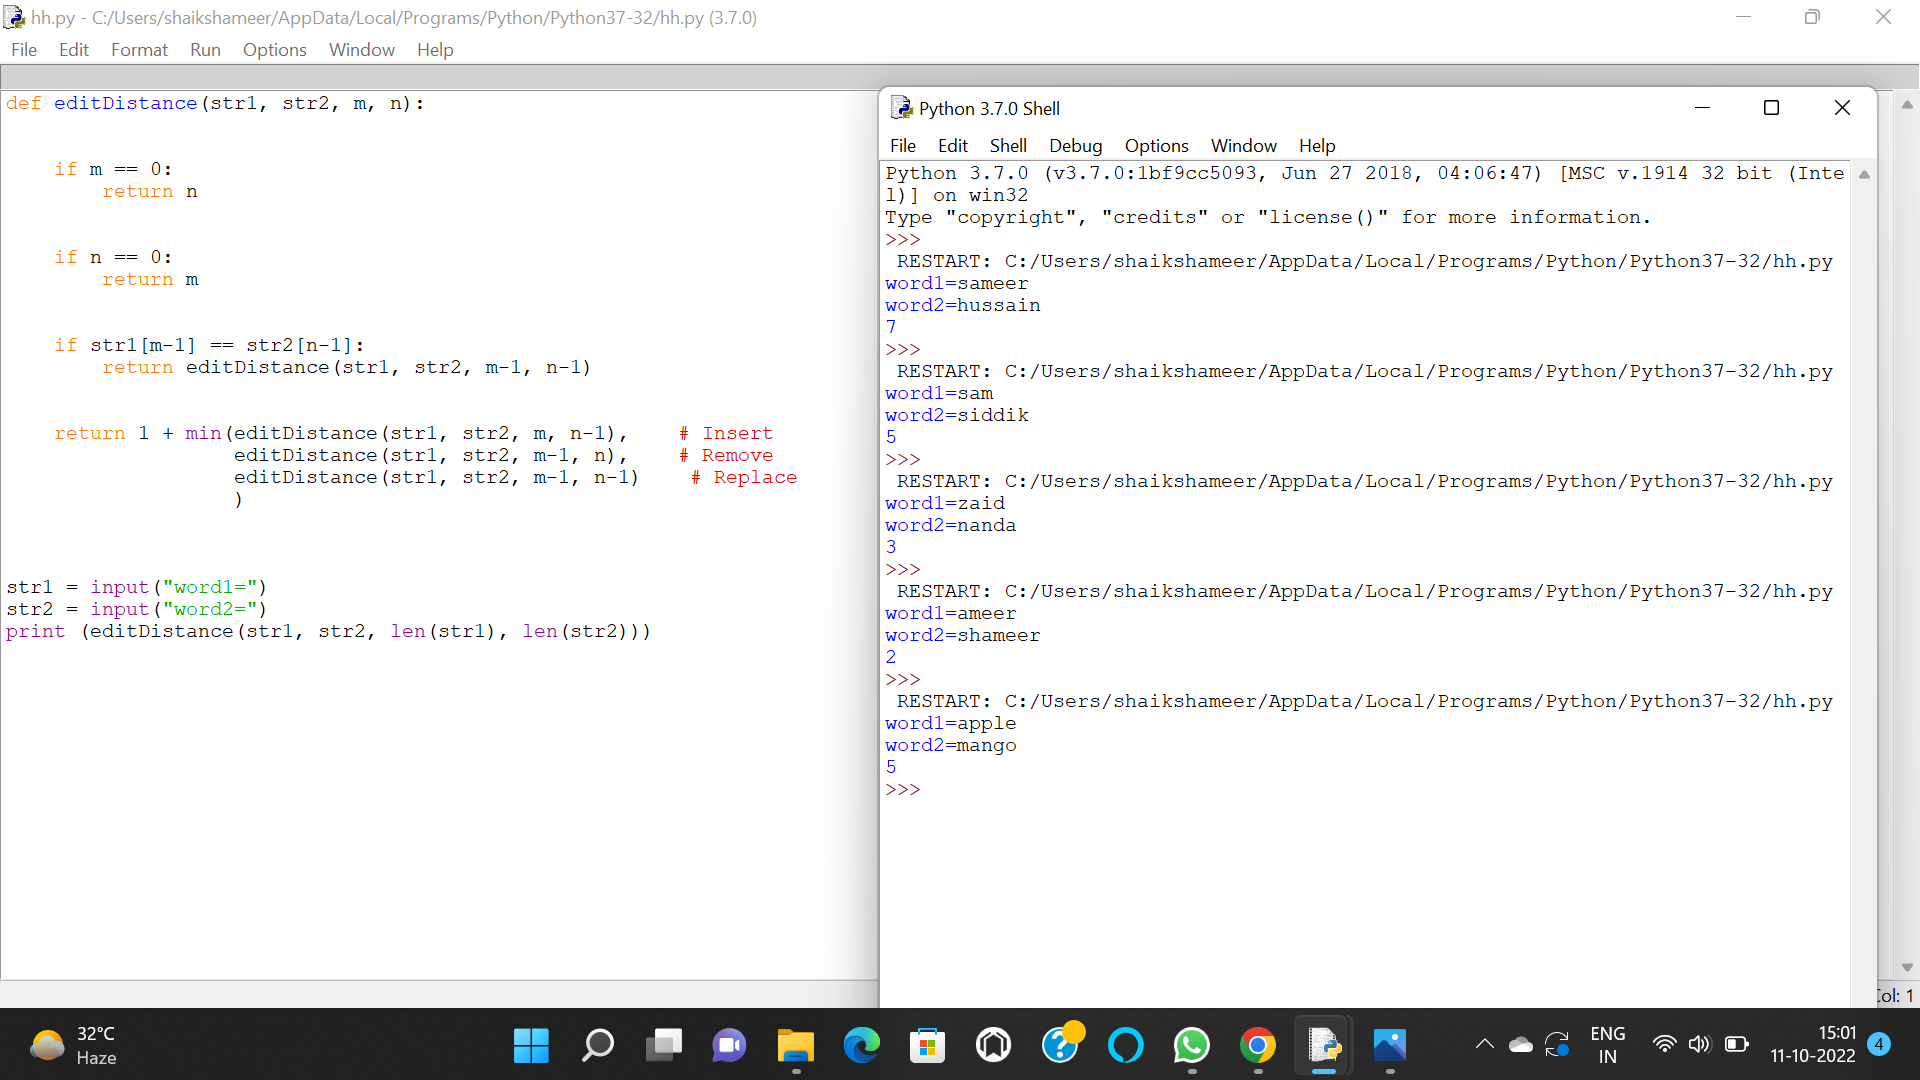 hh.py - C:/Users/shaikshameer/AppData/Local/Programs/Python/Python37-32/hh.py (3.7.0)
File Edit Format Run Options Window Help
def editDistance(str1, str2, m, n):
if m == 0:
return n
if n == 0:
return m
if str1[m-1] == str2[n-1]:
return editDistance(str1, str2, m-1, n-1)
return 1 + min(editDistance(str1, str2, m, n-1), # Insert
editDistance(str1, str2, m-1, n), # Remove
editDistance(str1, str2, m-1, n-1) # Replace
)
str1 = input("word1=")
str2 = input("word2=")
print (editDistance(str1, str2, len(str1), len(str2)))
Python 3.7.0 Shell
File Edit Shell Debug Options Window Help
Python 3.7.0 (v3.7.0:1bf9cc5093, Jun 27 2018, 04:06:47) [MSC v.1914 32 bit (Inte
l)] on win32
Type "copyright", "credits" or "license()" for more information.
>>>
RESTART: C:/Users/shaikshameer/AppData/Local/Programs/Python/Python37-32/hh.py
word1=sameer
word2=hussain
7
>>>
RESTART: C:/Users/shaikshameer/AppData/Local/Programs/Python/Python37-32/hh.py
word1=sam
word2=siddik
5
>>>
RESTART: C:/Users/shaikshameer/AppData/Local/Programs/Python/Python37-32/hh.py
word1=zaid
word2=nanda
3
>>>
RESTART: C:/Users/shaikshameer/AppData/Local/Programs/Python/Python37-32/hh.py
word1=ameer
word2=shameer
2
>>>
RESTART: C:/Users/shaikshameer/AppData/Local/Programs/Python/Python37-32/hh.py
word1=apple
word2=mango
5
>>>
Col: 1
32°C
Haze
ENG
IN
15:01
11-10-2022
4